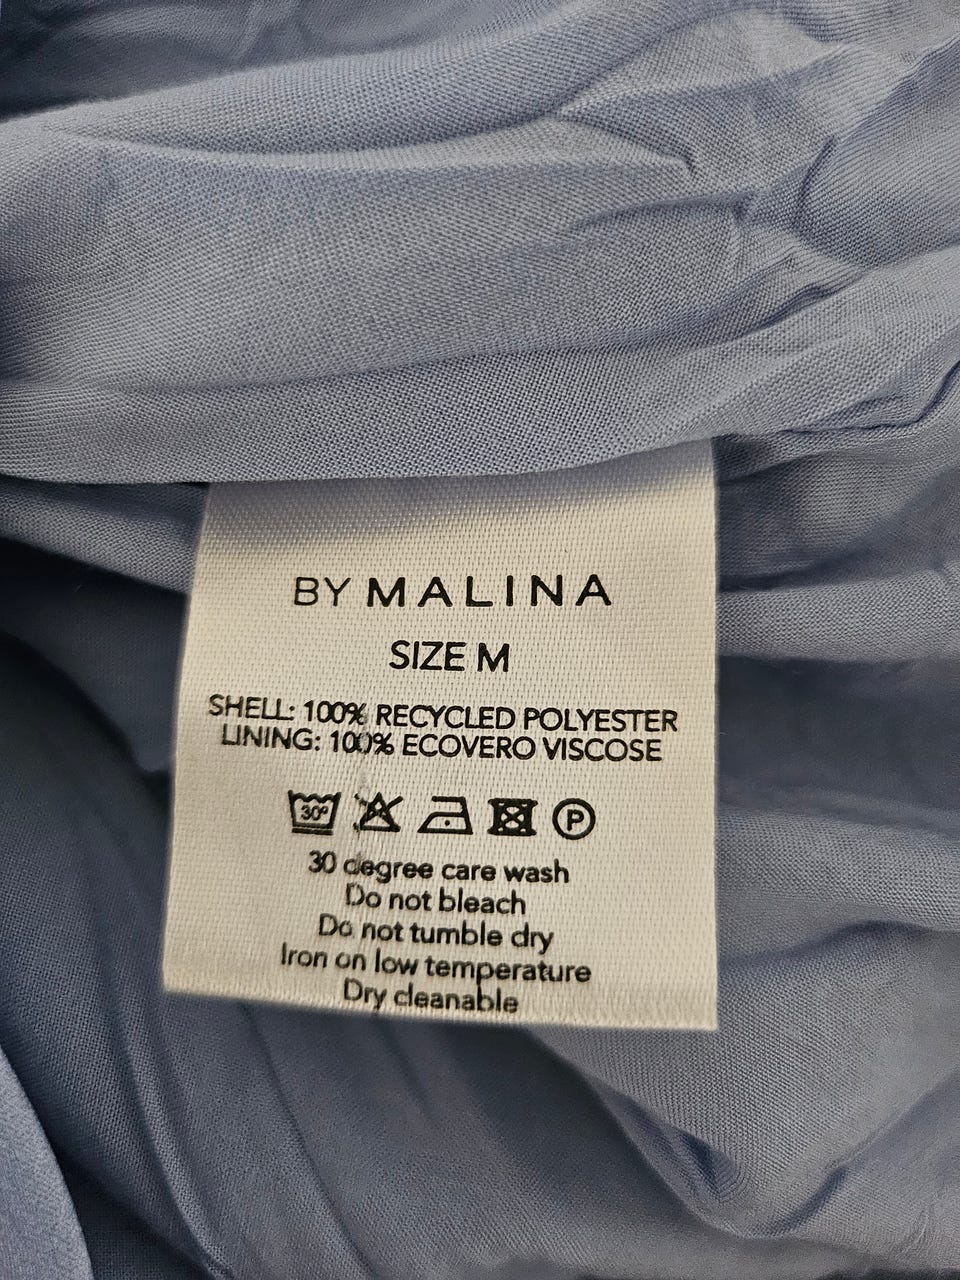 BY MALINA
SIZE M
SHELL: 100% RECYCLED POLYESTER
LINING: 100% ECOVERO VISCOSE
30° P
30 degree care wash
Do not bleach
Do not tumble dry
Iron on low temperature
Dry cleanable